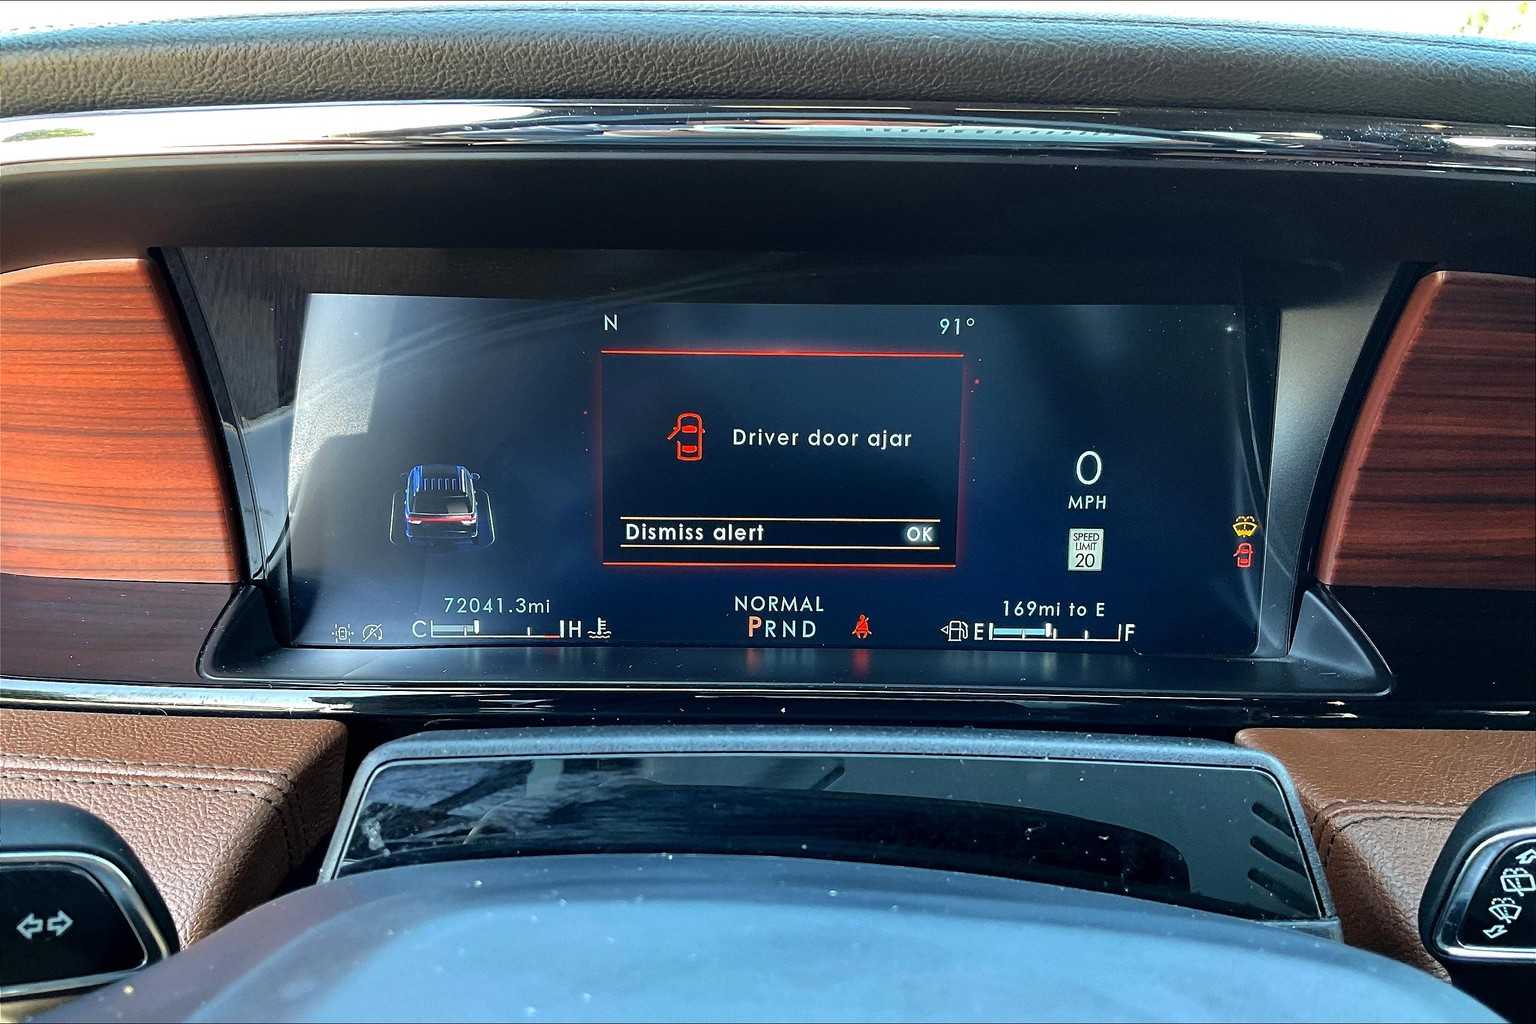 N 91°
Driver door ajar
Dismiss alert OK
0
MPH
SPEED
LIMIT
20
72041.3mi
NORMAL
169mi to E
C H
PRND
E F